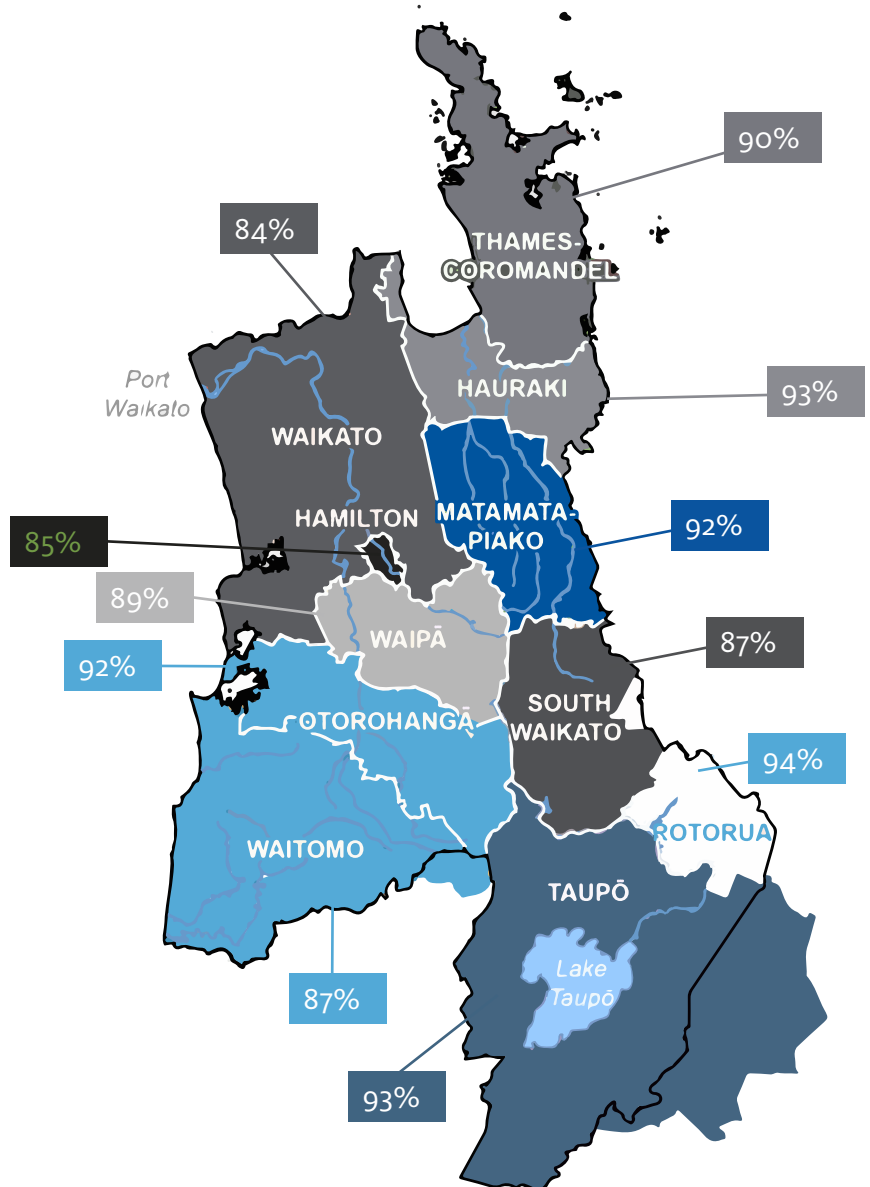 90%
84%
THAMES-
COROMANDEL
Port
Waikato
HAURAKI
93%
WAIKATO
HAMILTON
MATAMATA-
PIAKO
92%
85%
89%
WAIPĀ
87%
92%
SOUTH
WAIKATO
OTOROHANGĀ
94%
ROTORUA
WAITOMO
TAUPŌ
Lake
Taupō
87%
93%